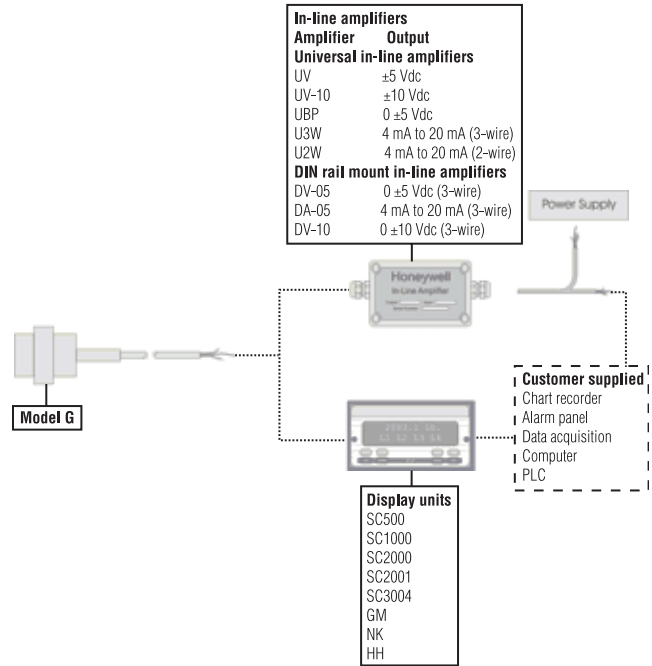 In-line amplifiers
Amplifier Output
Universal in-line amplifiers
UV ±5 Vdc
UV-10 ±10 Vdc
UBP 0 ±5 Vdc
U3W 4 mA to 20 mA (3-wire)
U2W 4 mA to 20 mA (2-wire)
DIN rail mount in-line amplifiers
DV-05 0 ±5 Vdc (3-wire)
DA-05 4 mA to 20 mA (3-wire)
DV-10 0 ±10 Vdc (3-wire)
Power Supply
Honeywell
In-Line Amplifier
Model G
Customer supplied
Chart recorder
Alarm panel
Data acquisition
Computer
PLC
L1 L2 L3 L4
Display units
SC500
SC1000
SC2000
SC2001
SC3004
GM
NK
HH